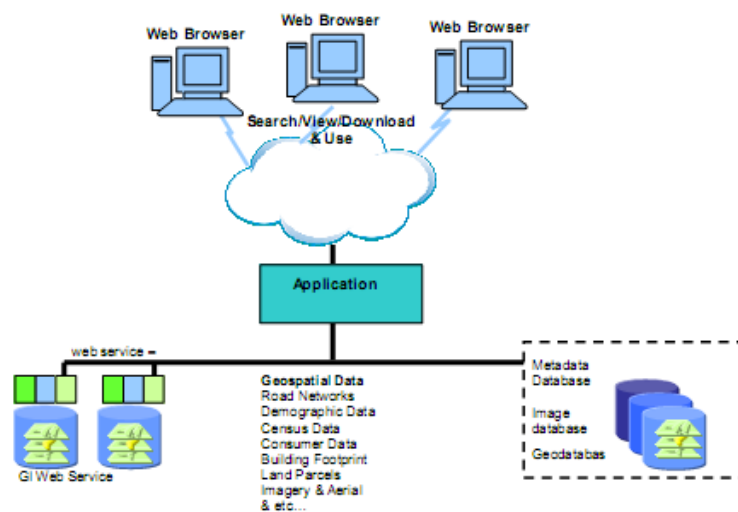 Web Browser
Web Browser
Web Browser
Search/View/Download
& Use
Application
web service =
GI Web Service
Geospatial Data
Road Networks
Demographic Data
Census Data
Consumer Data
Building Footprint
Land Parcels
Imagery & Aerial
& etc...
Metadata
Database
Image
database
Geodatabas